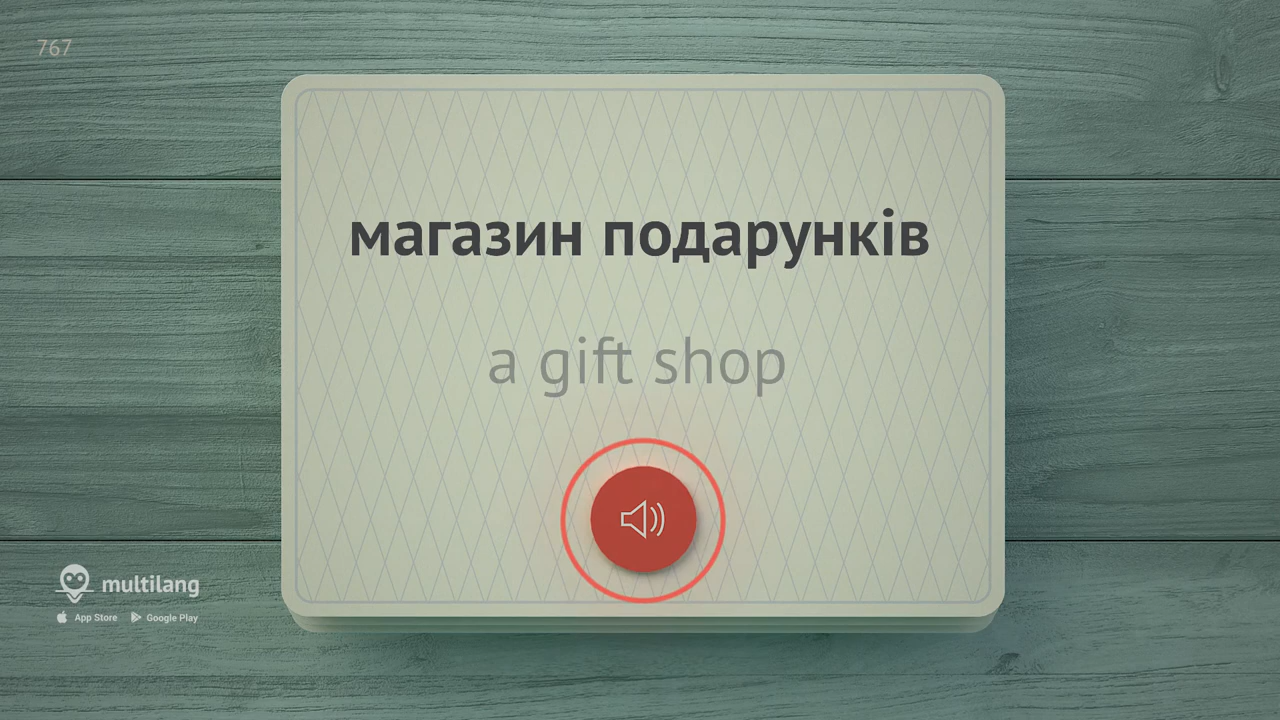 767
магазин подарунків
a gift shop
multilang
App Store Google Play